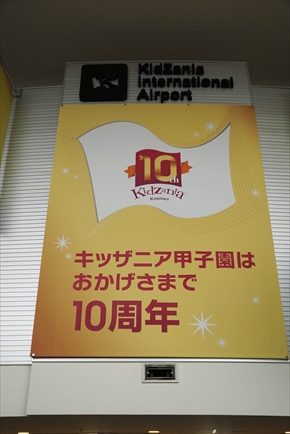 KidZania
International
Airport
10th
KidZania
Koshien
キッザニア甲子園は
おかげさまで
10周年